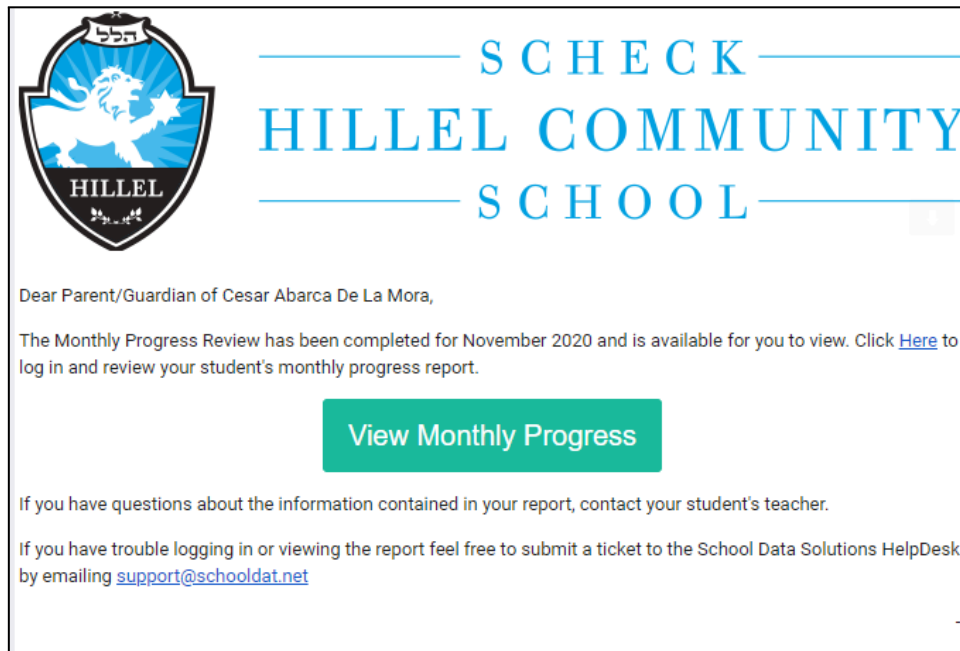 הלל
HILLEL
SCHECK
HILLEL COMMUNITY
SCHOOL
Dear Parent/Guardian of Cesar Abarca De La Mora,
The Monthly Progress Review has been completed for November 2020 and is available for you to view. Click Here to
log in and review your student's monthly progress report.
View Monthly Progress
If you have questions about the information contained in your report, contact your student's teacher.
If you have trouble logging in or viewing the report feel free to submit a ticket to the School Data Solutions HelpDesk
by emailing support@schooldat.net